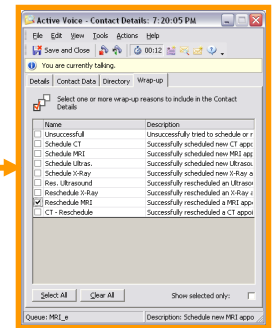 Active Voice - Contact Details: 7:20:05 PM
File Edit View Tools Actions Help
Save and Close 00:12
You are currently talking.
Details Contact Data Directory Wrap-up
Select one or more wrap-up reasons to include in the Contact
Details
Name Description
Unsuccessfull Unsuccessfully tried to schedule or r
Schedule CT Successfully scheduled new CT appc
Schedule MRI Successfully scheduled new MRI app
Schedule Ultras. Successfully scheduled new Ultrasou
Schedule X-Ray Successfully scheduled new X-Ray a
Res. Ultrasound Successfully rescheduled an Ultrasou
Reschedule X-Ray Successfully rescheduled an X-Ray a
Reschedule MRI Successfully rescheduled a MRI appo
CT - Reschedule Successfully rescheduled a CT appoi
Select All Clear All Show selected only:
Queue: MRI_e Description: Schedule new MRI appo